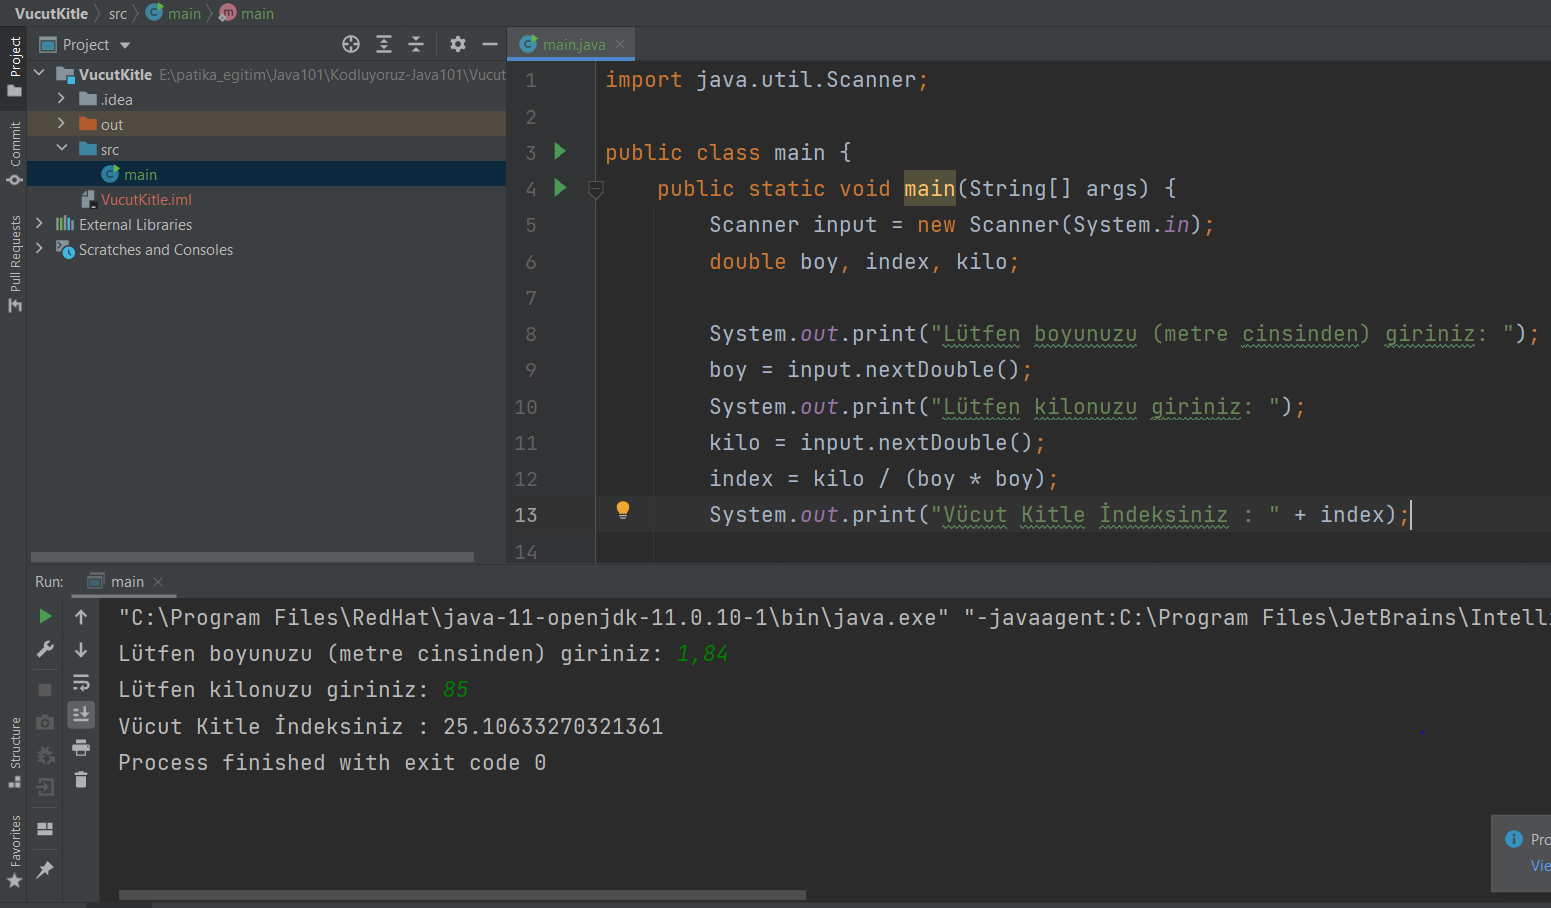 VucutKitle src main main
Project
Project
main.java
VucutKitle E:\patika_egitim\Java101\Kodluyoruz-Java101\Vucut
.idea
out
src
main
VucutKitle.iml
External Libraries
Scratches and Consoles
Commit
Pull Requests
Structure
Favorites
1 import java.util.Scanner;
2
3 public class main {
4 public static void main(String[] args) {
5 Scanner input = new Scanner(System.in);
6 double boy, index, kilo;
7
8 System.out.print("Lütfen boyunuzu (metre cinsinden) giriniz: ");
9 boy = input.nextDouble();
10 System.out.print("Lütfen kilonuzu giriniz: ");
11 kilo = input.nextDouble();
12 index = kilo / (boy * boy);
13 System.out.print("Vücut Kitle İndeksiniz : " + index);
14
Run: main
"C:\Program Files\RedHat\java-11-openjdk-11.0.10-1\bin\java.exe" "-javaagent:C:\Program Files\JetBrains\Intelli
Lütfen boyunuzu (metre cinsinden) giriniz: 1,84
Lütfen kilonuzu giriniz: 85
Vücut Kitle İndeksiniz : 25.10633270321361
Process finished with exit code 0
Pro
Vie